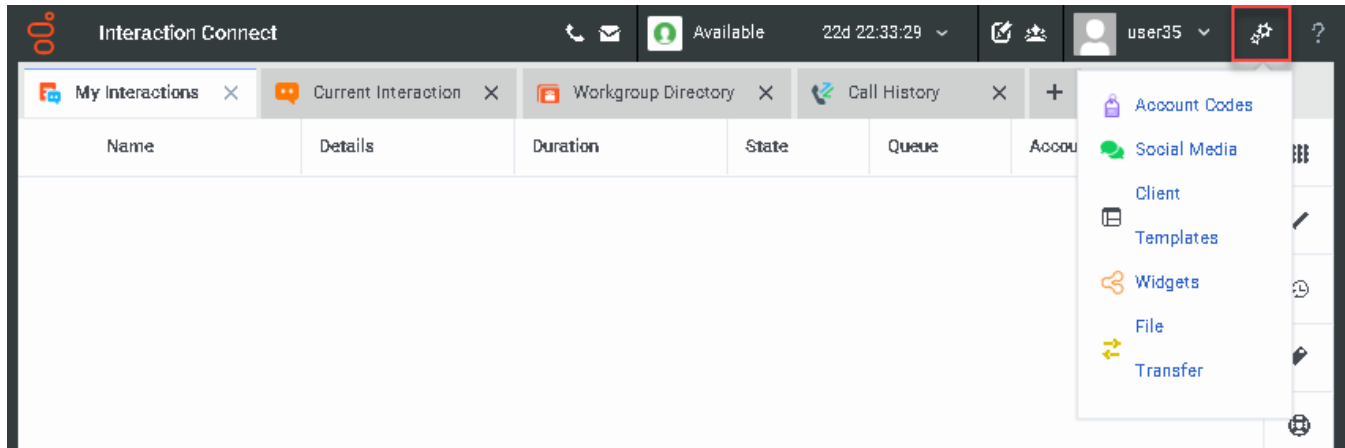 Interaction Connect
Available
22d 22:33:29
user35
?
My Interactions
Current Interaction
Workgroup Directory
Call History
+
Name
Details
Duration
State
Queue
Accou
Account Codes
Social Media
Client
Templates
Widgets
File
Transfer